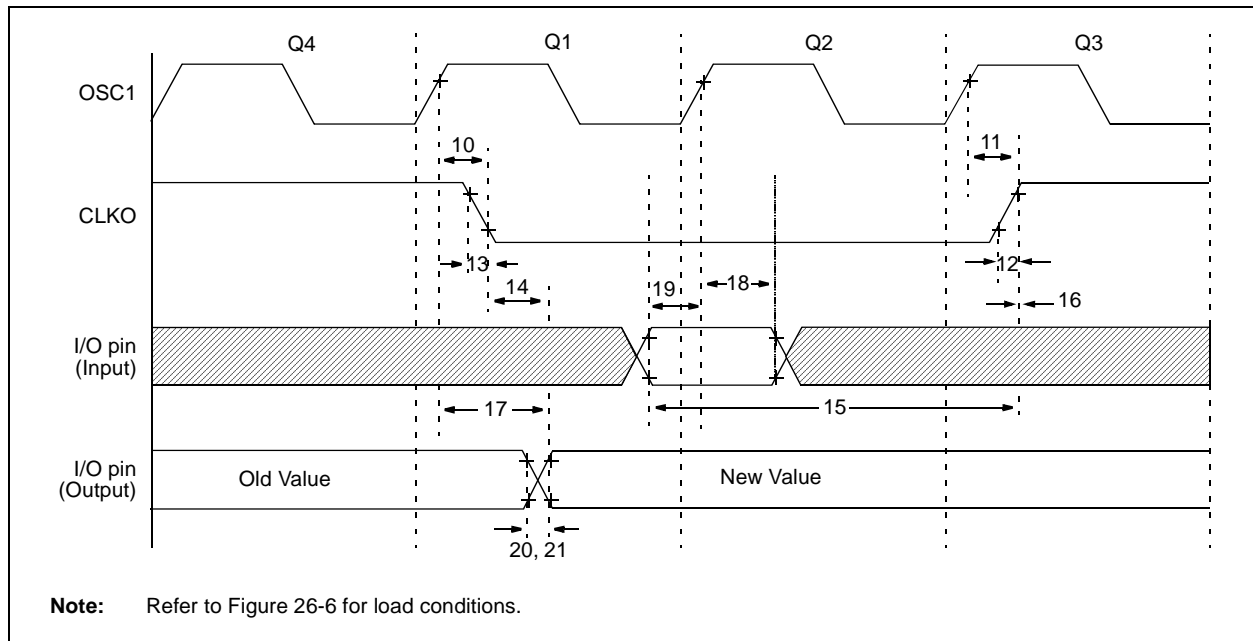 Q4 Q1 Q2 Q3
OSC1
10 11
CLKO
13 12
14 19 18 16
I/O pin
(Input)
17 15
I/O pin
(Output)
Old Value New Value
20, 21
Note: Refer to Figure 26-6 for load conditions.